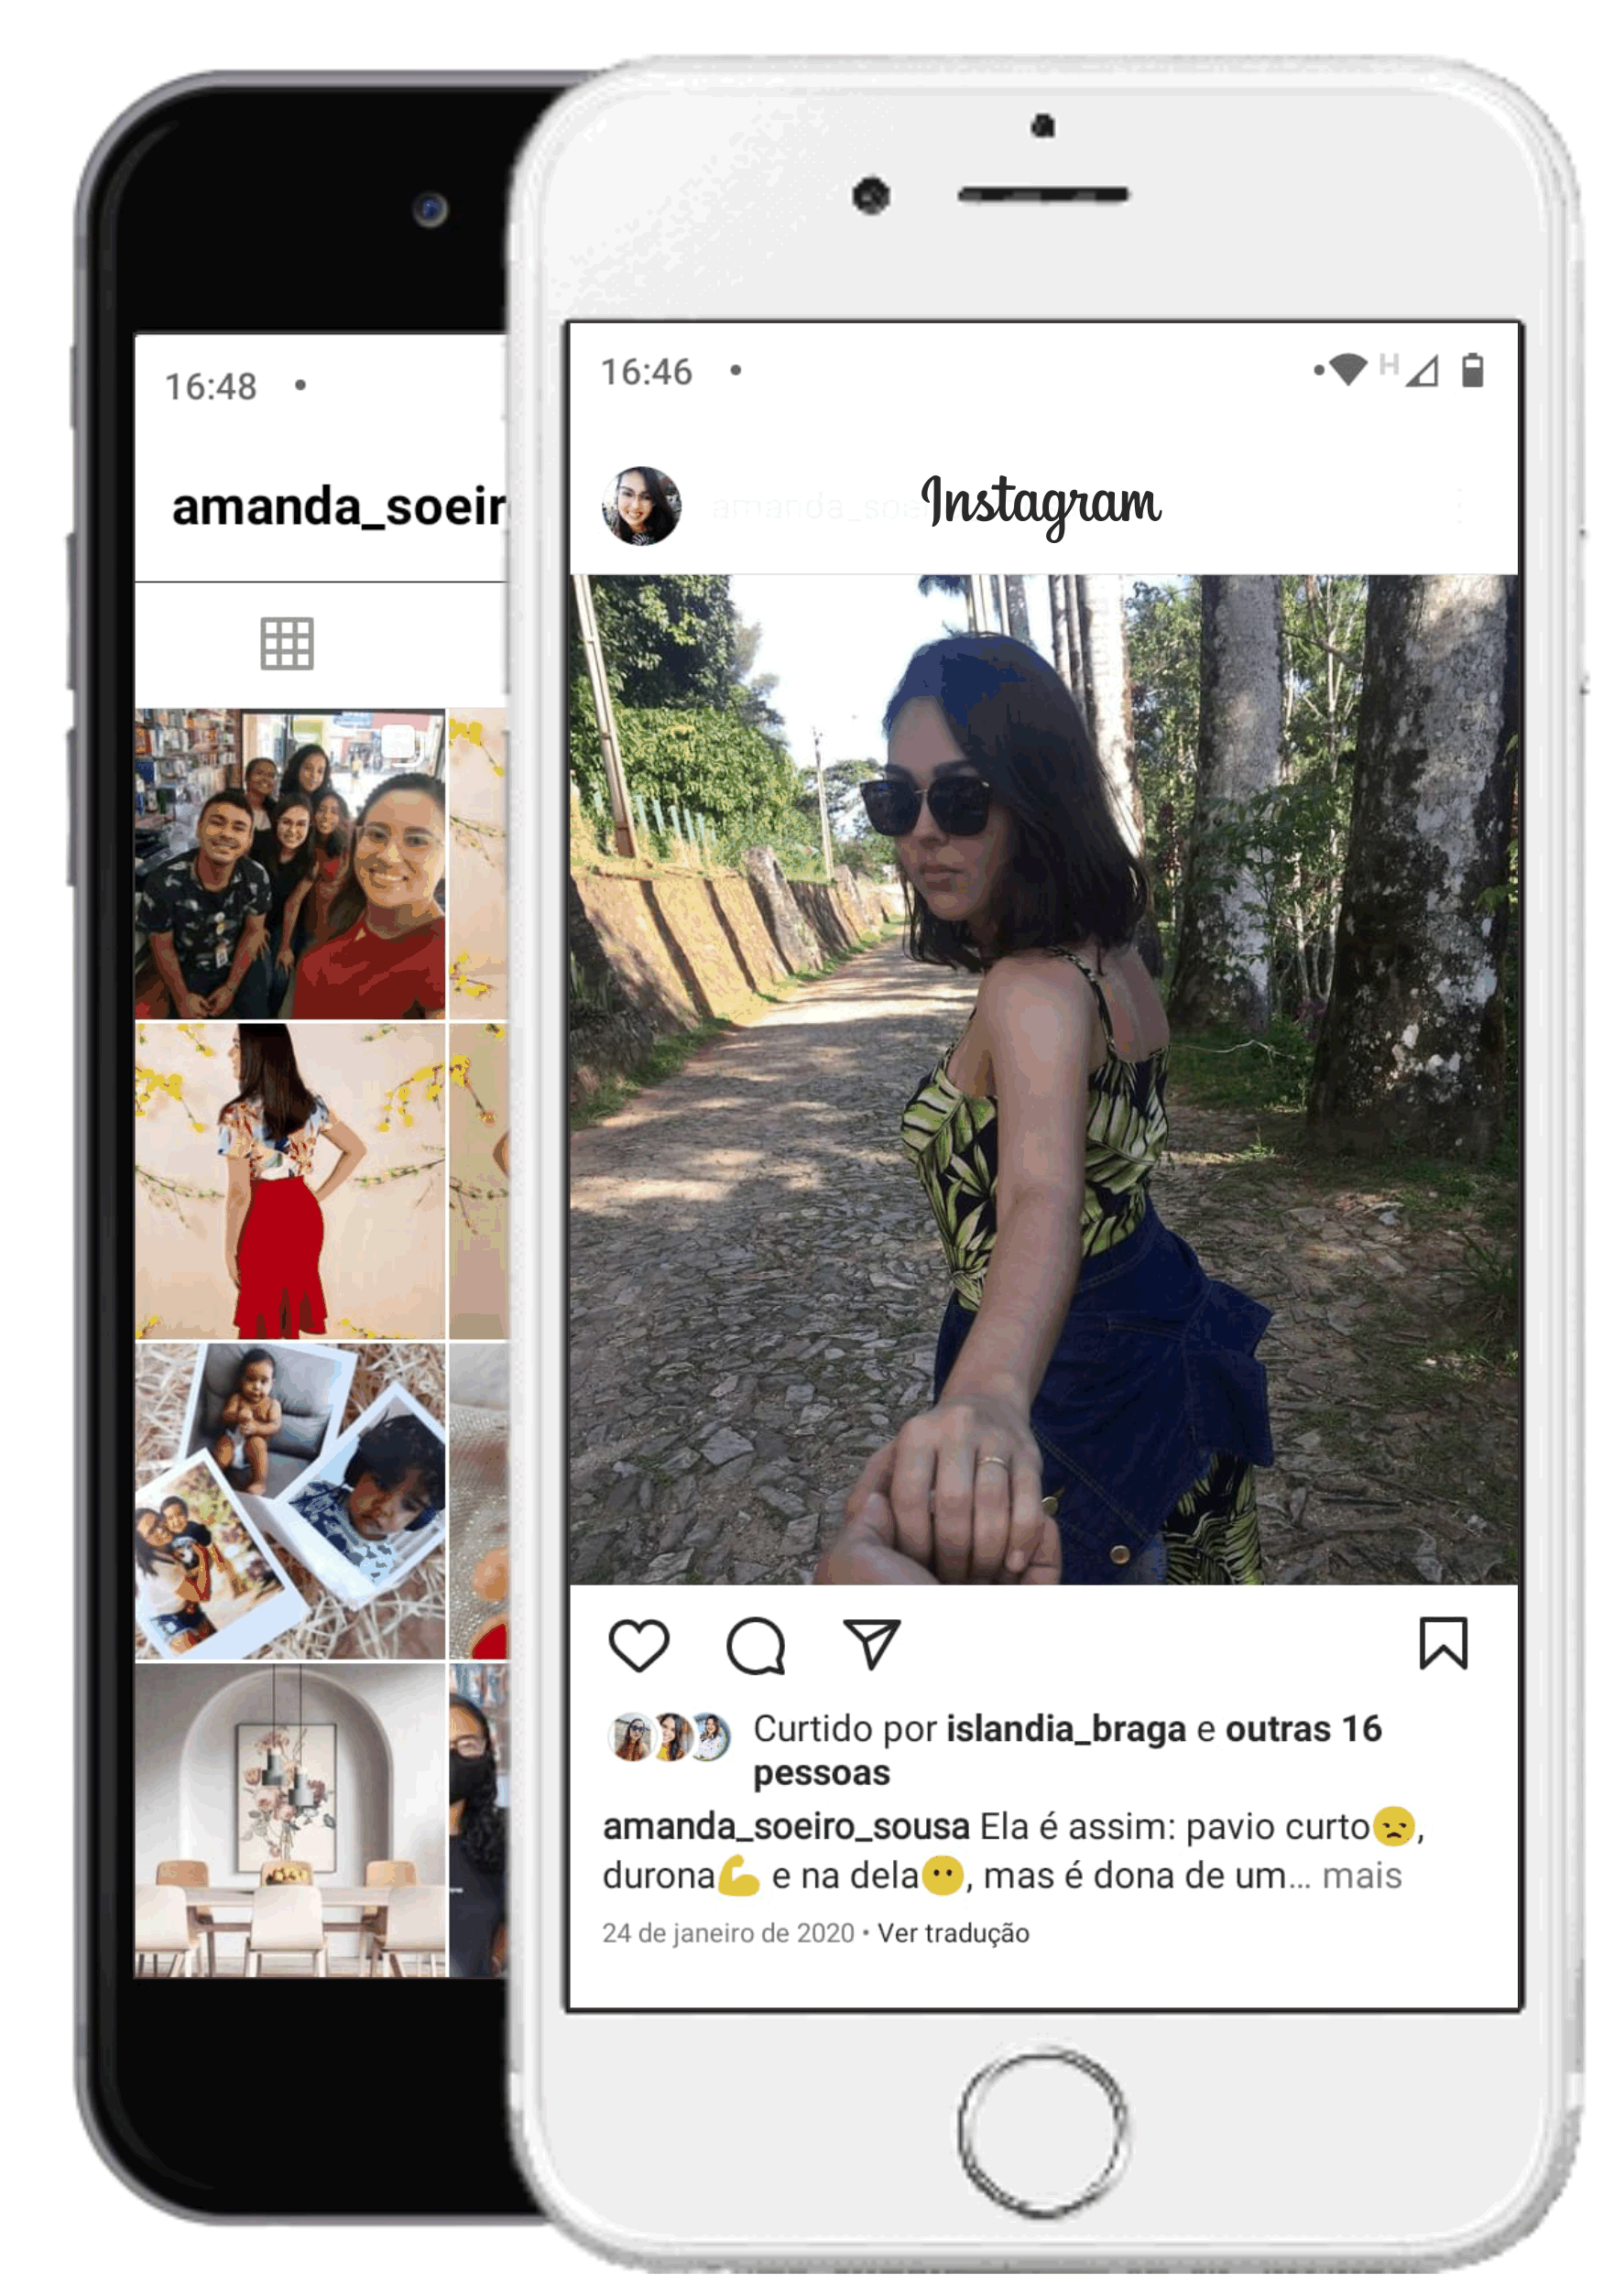 16:48
amanda_soeir
16:46
H
amanda_soe
Instagram
Curtido por islandia_braga e outras 16
pessoas
amanda_soeiro_sousa Ela é assim: pavio curto😒,
durona💪 e na dela😶, mas é dona de um... mais
24 de janeiro de 2020 • Ver tradução